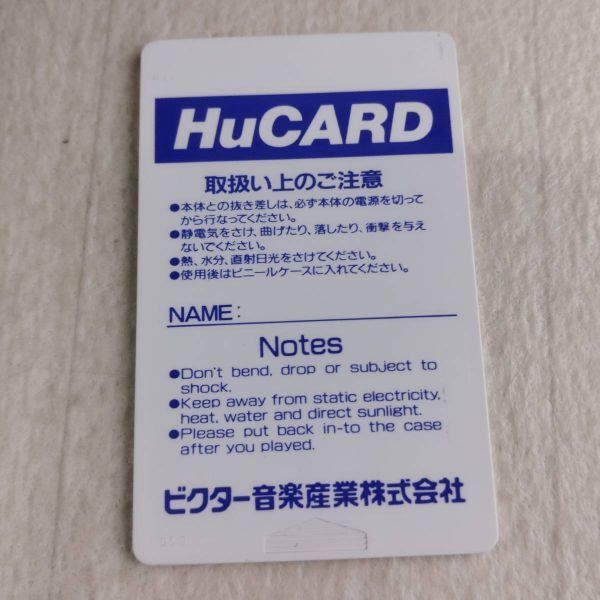 HuCARD
取扱い上のご注意
●本体との抜き差しは、必ず本体の電源を切って
から行なってください。
●静電気をさけ、曲げたり、落したり、衝撃を与え
ないでください。
●熱、水分、直射日光をさけてください。
●使用後はビニールケースに入れてください。
NAME:
Notes
●Don't bend, drop or subject to
shock.
●Keep away from static electricity,
heat, water and direct sunlight.
●Please put back in-to the case
after you played.
ビクター音楽産業株式会社